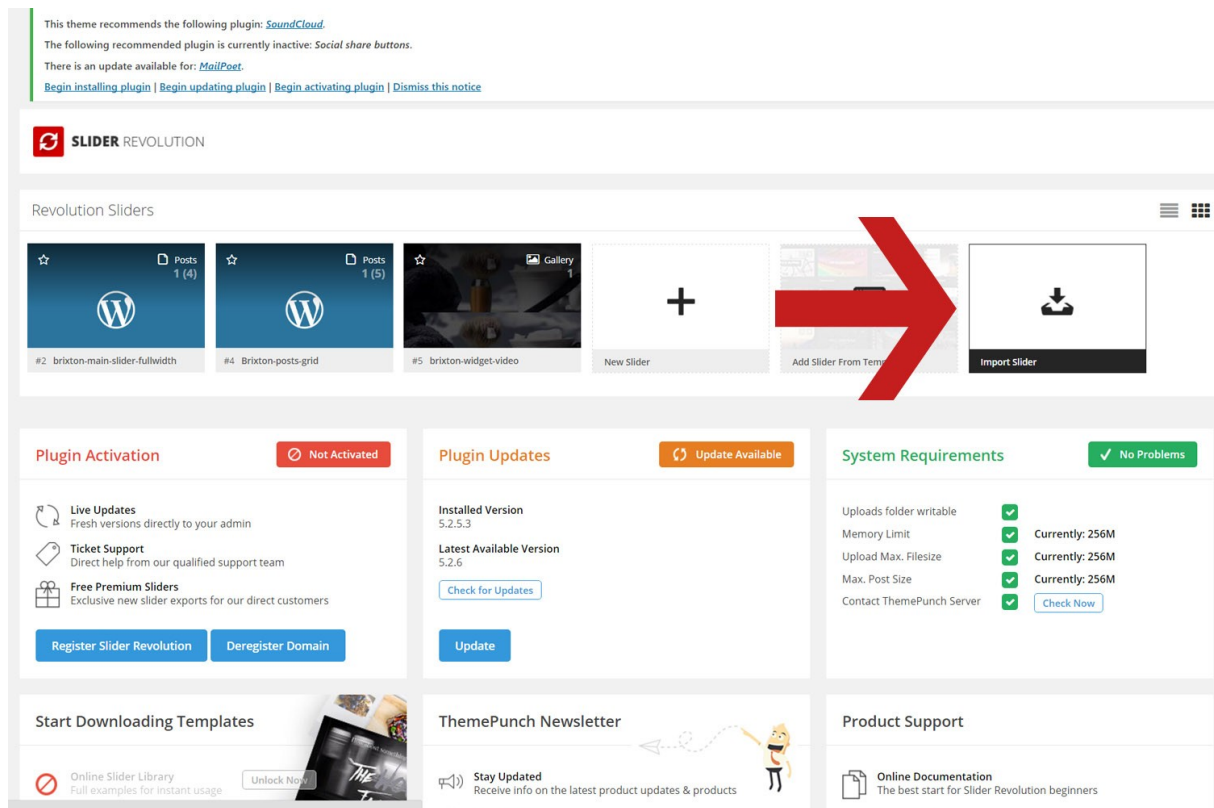 This theme recommends the following plugin: SoundCloud.
The following recommended plugin is currently inactive: Social share buttons.
There is an update available for: MailPoet.
Begin installing plugin | Begin updating plugin | Begin activating plugin | Dismiss this notice
SLIDER REVOLUTION
Revolution Sliders
Posts
1 (4)
#2 brixton-main-slider-fullwidth
Posts
1 (5)
#4 Brixton-posts-grid
Gallery
1
#5 brixton-widget-video
New Slider
Add Slider From
Import Slider
Plugin Activation
Not Activated
Live Updates
Fresh versions directly to your admin
Ticket Support
Direct help from our qualified support team
Free Premium Sliders
Exclusive new slider exports for our direct customers
Register Slider Revolution
Deregister Domain
Plugin Updates
Update Available
Installed Version
5.2.5.3
Latest Available Version
5.2.6
Check for Updates
Update
System Requirements
No Problems
Uploads folder writable
Memory Limit Currently: 256M
Upload Max. Filesize Currently: 256M
Max. Post Size Currently: 256M
Contact ThemePunch Server Check Now
Start Downloading Templates
Online Slider Library
Full examples for instant usage
Unlock Now
THE
ThemePunch Newsletter
Stay Updated
Receive info on the latest product updates & products
Product Support
Online Documentation
The best start for Slider Revolution beginners